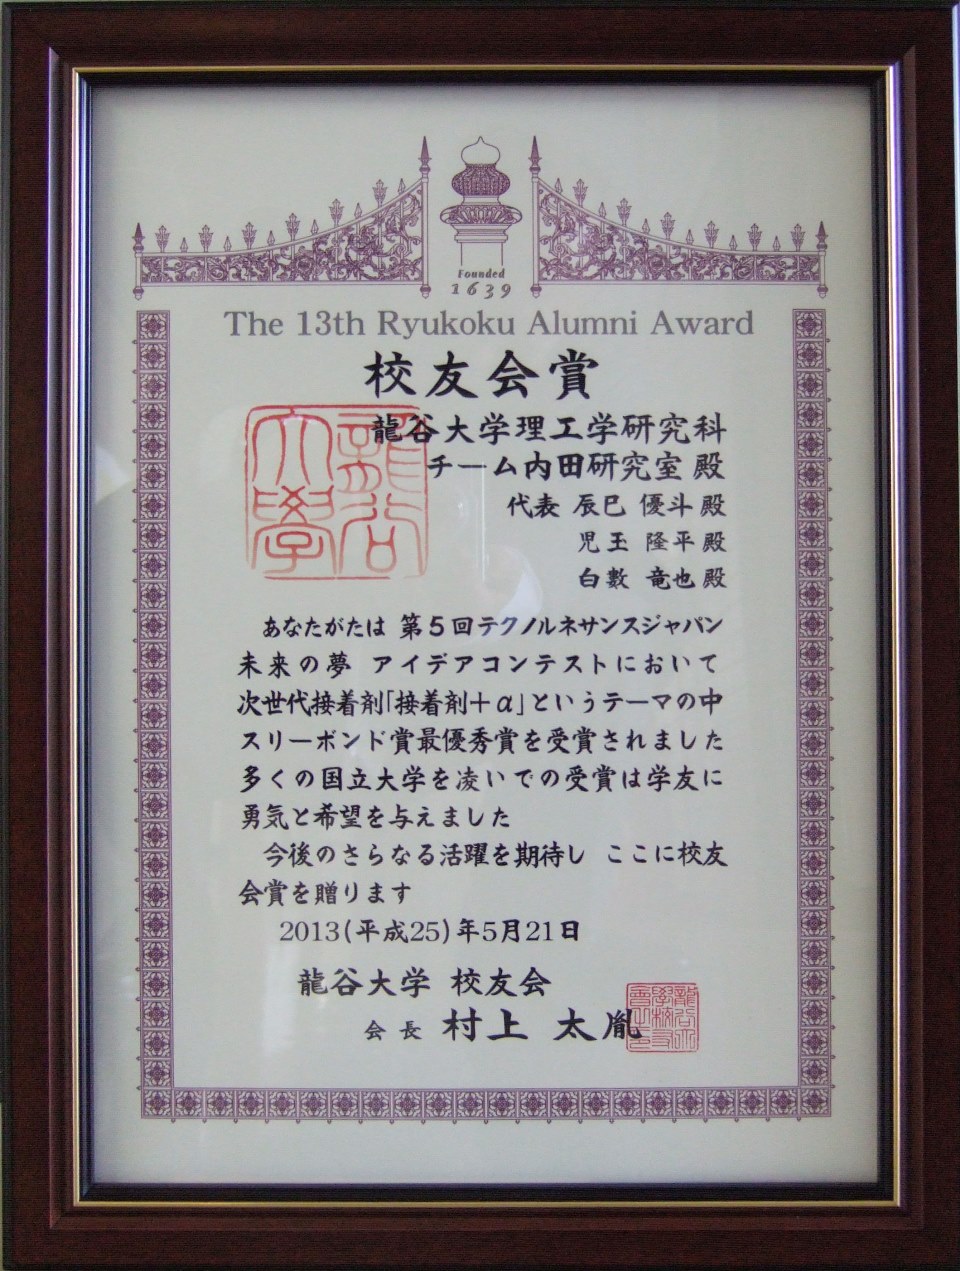 Founded
1639
The 13th Ryukoku Alumni Award
校友会賞
龍谷大学理工学研究科
チーム内田研究室 殿
代表 辰巳 優斗 殿
児玉 隆平 殿
白數 竜也 殿
あなたがたは 第5回テクノルネサンスジャパン
未来の夢 アイデアコンテストにおいて
次世代接着剤「接着剤+α」というテーマの中
スリーボンド賞最優秀賞を受賞されました
多くの国立大学を凌いでの受賞は学友に
勇気と希望を与えました
今後のさらなる活躍を期待し ここに校友
会賞を贈ります
2013(平成25)年5月21日
龍谷大学 校友会
会長 村上 太胤
龍谷
大學